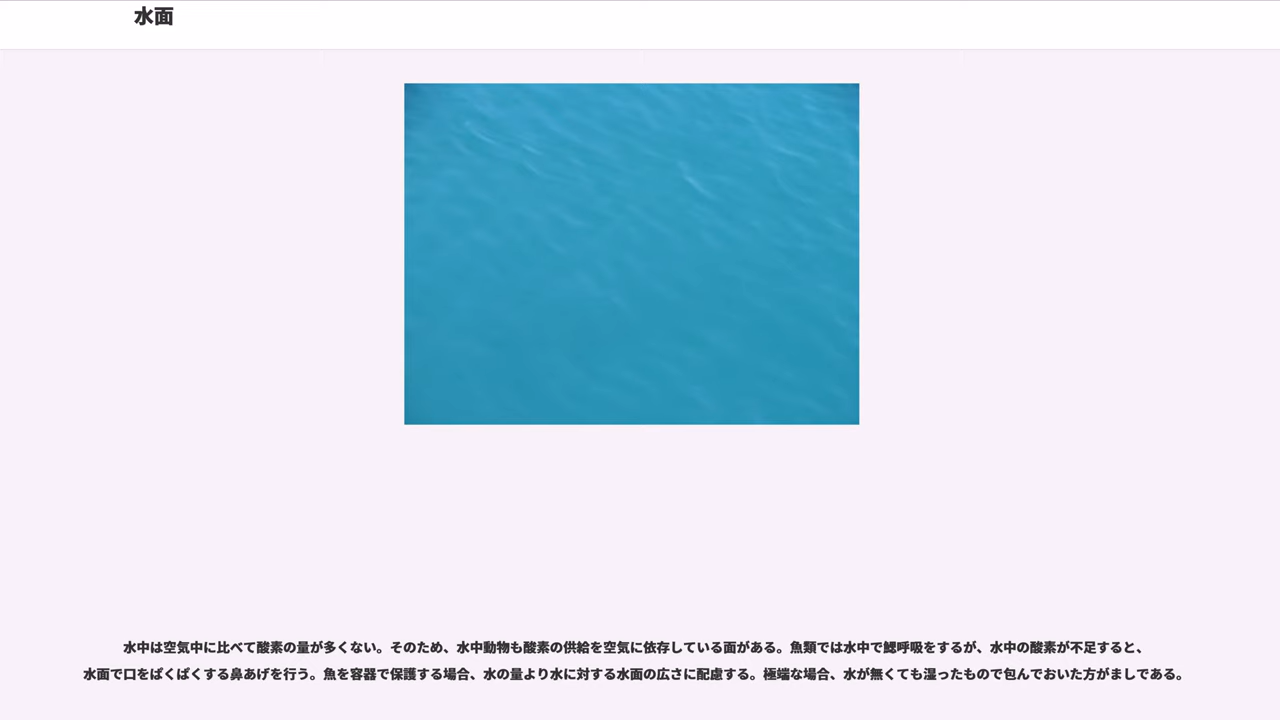 水面
水中は空気中に比べて酸素の量が多くない。そのため、水中動物も酸素の供給を空気に依存している面がある。魚類では水中で鰓呼吸をするが、水中の酸素が不足すると、
水面で口をぱくぱくする鼻あげを行う。魚を容器で保護する場合、水の量より水に対する水面の広さに配慮する。極端な場合、水が無くても湿ったもので包んでおいた方がましである。